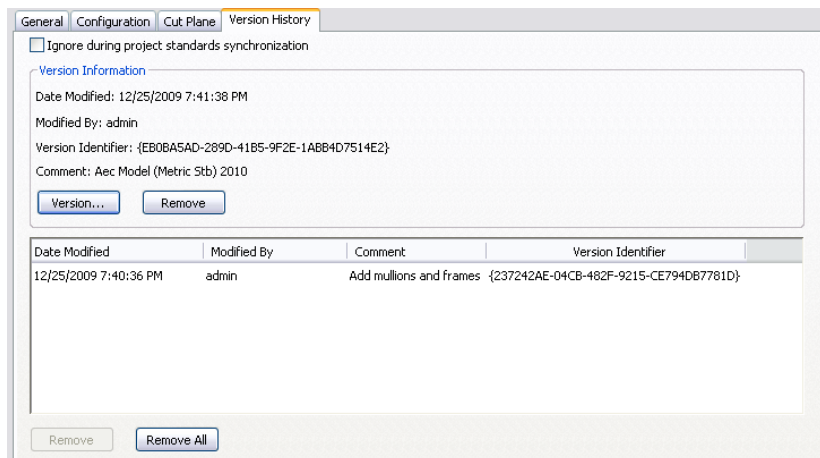 General Configuration Cut Plane Version History
Ignore during project standards synchronization
Version Information
Date Modified: 12/25/2009 7:41:38 PM
Modified By: admin
Version Identifier: {EB0BA5AD-289D-41B5-9F2E-1ABB4D7514E2}
Comment: Aec Model (Metric Stb) 2010
Version... Remove
Date Modified Modified By Comment Version Identifier
12/25/2009 7:40:36 PM admin Add mullions and frames {237242AE-04CB-482F-9215-CE794DB7781D}
Remove Remove All